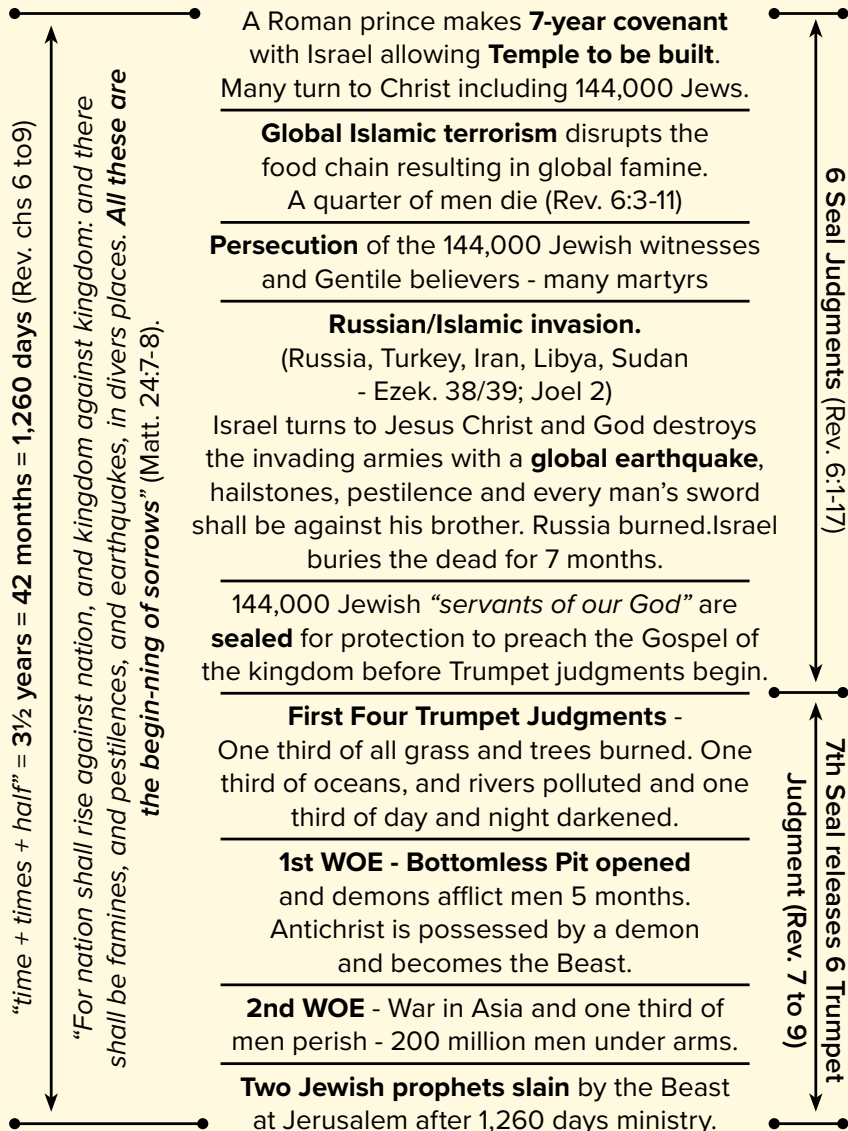 A Roman prince makes 7-year covenant
with Israel allowing Temple to be built.
Many turn to Christ including 144,000 Jews.
Global Islamic terrorism disrupts the
food chain resulting in global famine.
A quarter of men die (Rev. 6:3-11)
Persecution of the 144,000 Jewish witnesses
and Gentile believers - many martyrs
Russian/Islamic invasion.
(Russia, Turkey, Iran, Libya, Sudan
- Ezek. 38/39; Joel 2)
Israel turns to Jesus Christ and God destroys
the invading armies with a global earthquake,
hailstones, pestilence and every man’s sword
shall be against his brother. Russia burned.Israel
buries the dead for 7 months.
144,000 Jewish “servants of our God” are
sealed for protection to preach the Gospel of
the kingdom before Trumpet judgments begin.
First Four Trumpet Judgments -
One third of all grass and trees burned. One
third of oceans, and rivers polluted and one
third of day and night darkened.
1st WOE - Bottomless Pit opened
and demons afflict men 5 months.
Antichrist is possessed by a demon
and becomes the Beast.
2nd WOE - War in Asia and one third of
men perish - 200 million men under arms.
Two Jewish prophets slain by the Beast
at Jerusalem after 1,260 days ministry.
“time + times + half” = 3½ years = 42 months = 1,260 days (Rev. chs 6 to9)
“For nation shall rise against nation, and kingdom against kingdom: and there
shall be famines, and pestilences, and earthquakes, in divers places. All these are
the begin-ning of sorrows” (Matt. 24:7-8).
6 Seal Judgments (Rev. 6:1-17)
7th Seal releases 6 Trumpet
Judgment (Rev. 7 to 9)